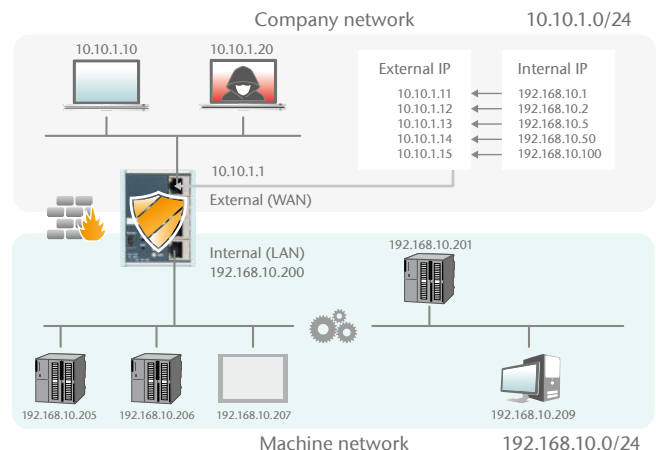 Company network 10.10.1.0/24
10.10.1.10 10.10.1.20
External IP Internal IP
10.10.1.11 192.168.10.1
10.10.1.12 192.168.10.2
10.10.1.13 192.168.10.5
10.10.1.14 192.168.10.50
10.10.1.15 192.168.10.100
10.10.1.1
External (WAN)
Internal (LAN)
192.168.10.200
192.168.10.201
192.168.10.205 192.168.10.206 192.168.10.207 192.168.10.209
Machine network 192.168.10.0/24